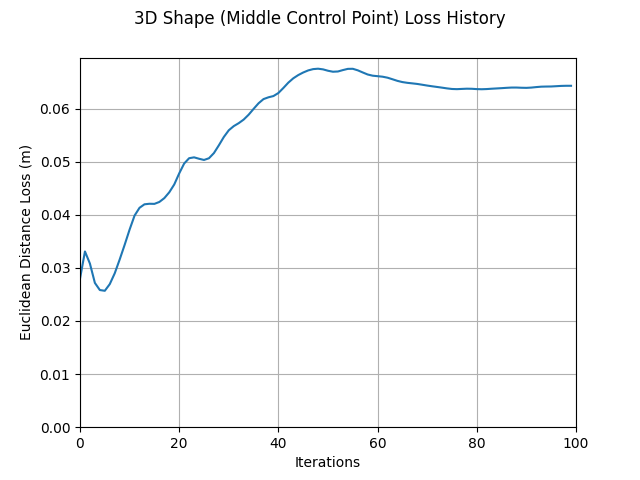 3D Shape (Middle Control Point) Loss History
Euclidean Distance Loss (m)
0.06
0.05
0.04
0.03
0.02
0.01
0.00
0 20 40 60 80 100
Iterations